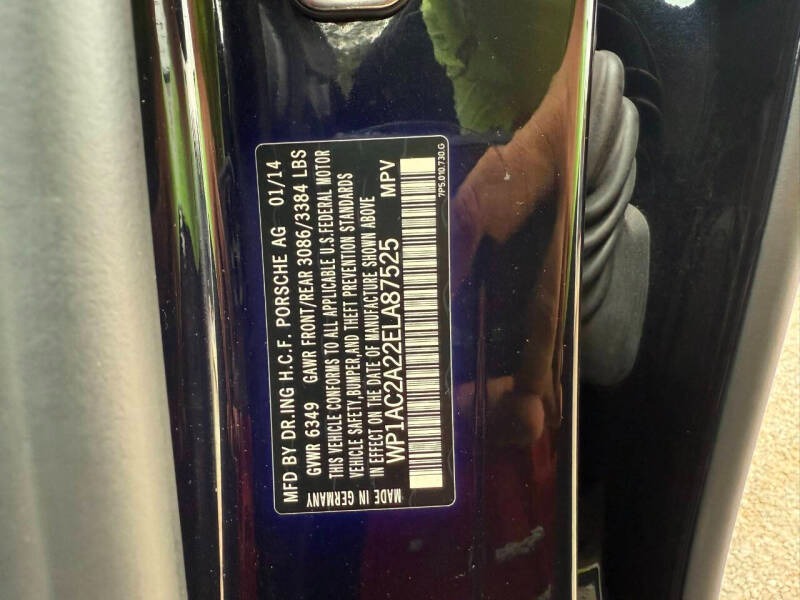 MFD BY DR.ING H.C.F. PORSCHE AG 01/14
GVWR 6349 GAWR FRONT/REAR 3086/3384 LBS
THIS VEHICLE CONFORMS TO ALL APPLICABLE U.S.FEDERAL MOTOR
VEHICLE SAFETY,BUMPER,AND THEFT PREVENTION STANDARDS
IN EFFECT ON THE DATE OF MANUFACTURE SHOWN ABOVE
WP1AC2A22ELA87525 MPV
MADE IN GERMANY
7P5.010.730.G